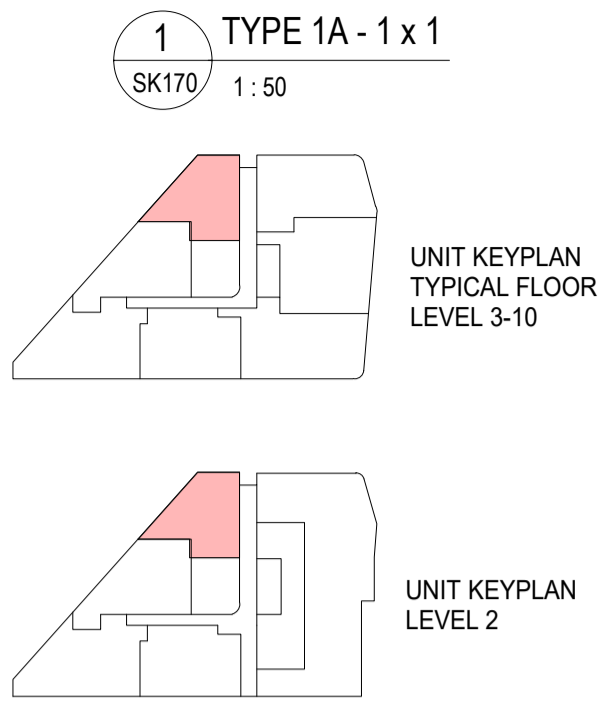 1
SK170
TYPE 1A - 1 x 1
1 : 50
UNIT KEYPLAN
TYPICAL FLOOR
LEVEL 3-10
UNIT KEYPLAN
LEVEL 2